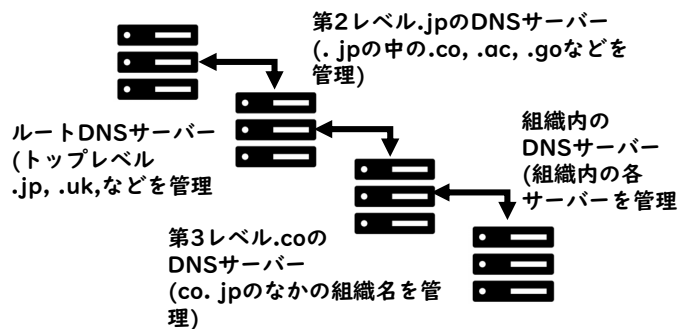 第2レベル.jpのDNSサーバー
(. jpの中の.co, .ac, .goなどを
管理)
ルートDNSサーバー
(トップレベル
.jp, .uk,などを管理
組織内の
DNSサーバー
(組織内の各
サーバーを管理
第3レベル.coの
DNSサーバー
(co. jpのなかの組織名を管
理)